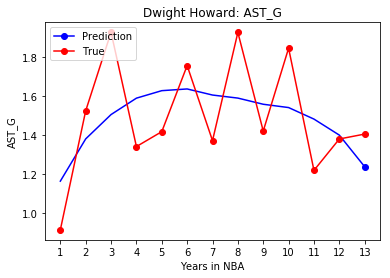 Dwight Howard: AST_G
Prediction
True
1.8
1.6
1.4
1.2
1.0
AST_G
1 2 3 4 5 6 7 8 9 10 11 12 13
Years in NBA